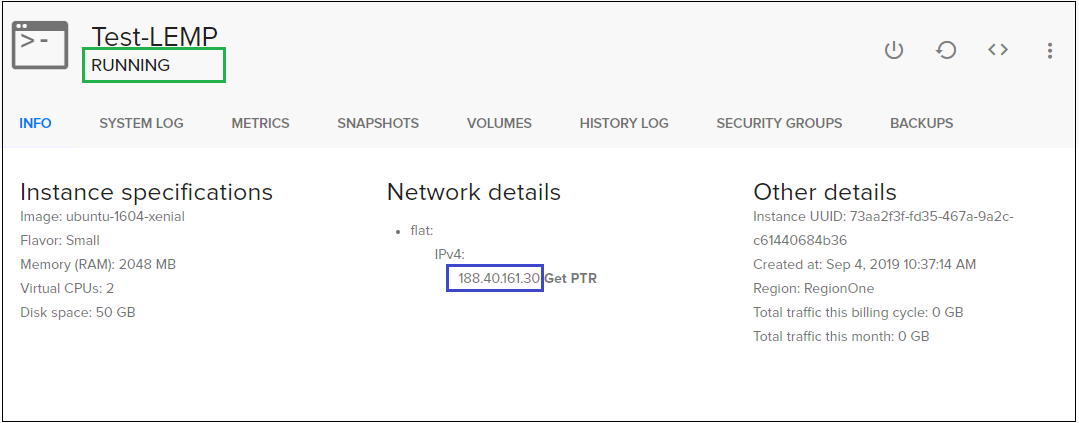 Test-LEMP
RUNNING
INFO SYSTEM LOG METRICS SNAPSHOTS VOLUMES HISTORY LOG SECURITY GROUPS BACKUPS
Instance specifications
Image: ubuntu-1604-xenial
Flavor: Small
Memory (RAM): 2048 MB
Virtual CPUs: 2
Disk space: 50 GB
Network details
flat:
IPv4:
188.40.161.30 Get PTR
Other details
Instance UUID: 73aa2f3f-fd35-467a-9a2c-
c61440684b36
Created at: Sep 4, 2019 10:37:14 AM
Region: RegionOne
Total traffic this billing cycle: 0 GB
Total traffic this month: 0 GB